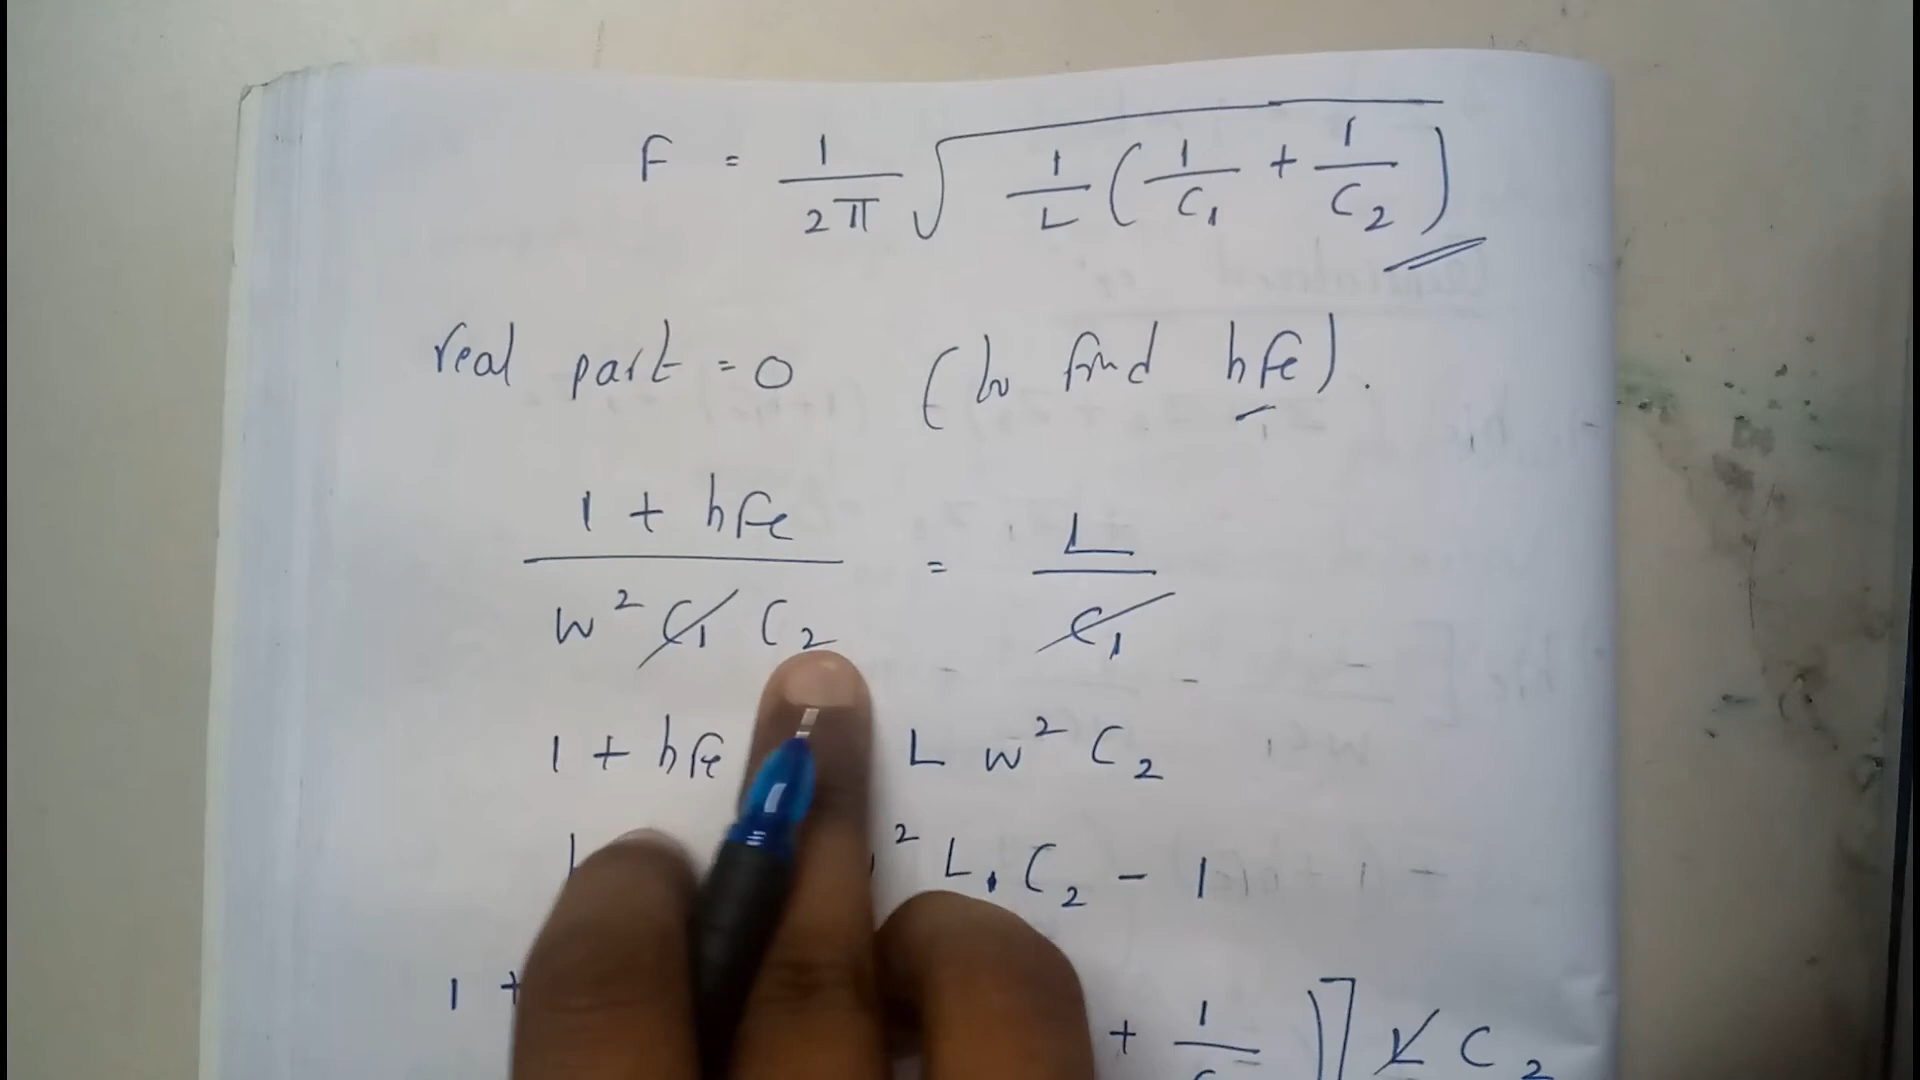 F = 1/2π √(1/L (1/C₁ + 1/C₂))
real part = 0 (to find hfe).
1 + hfe / w² C₁ C₂ = L / C₁
1 + hfe L w² C₂
² L₁ C₂ - 1
1 + + 1/C )] L C₂